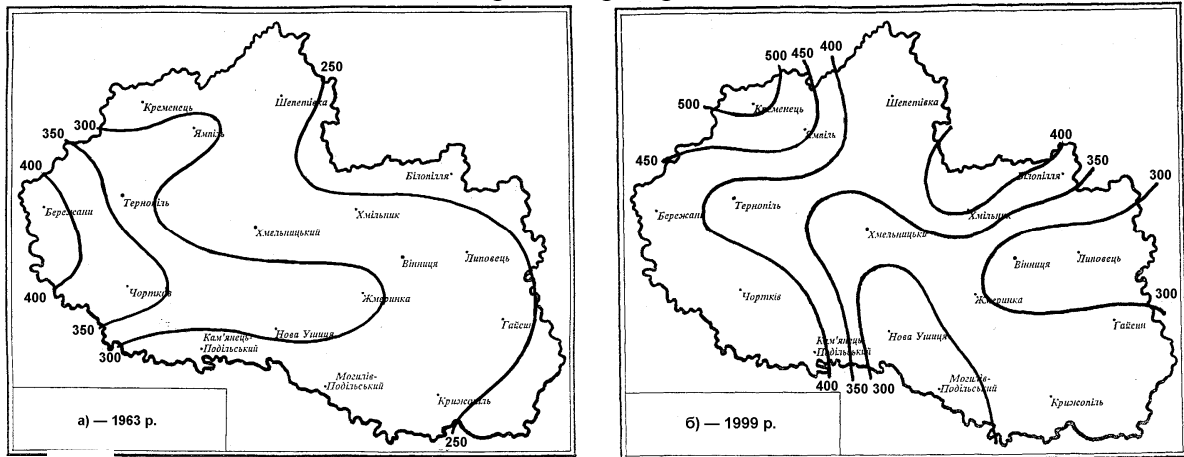 250
Кременець
Шепетівка
350
300
Ямпіль
400
Білопілля
Бережани
Тернопіль
Хмільник
Хмельницький
Вінниця
Липовець
Чортків
Жмеринка
400
350
Гайсин
Нова Ушиця
300
Кам'янець-
Подільський
Могилів-
Подільський
Крижопіль
250
а) — 1963 р.
500
450
400
500
Кременець
Шепетівка
Ямпіль
450
400
350
Білопілля
300
Тернопіль
Бережани
Хмільник
Хмельницький
Вінниця
Липовець
Чортків
Жмеринка
300
Гайсин
Нова Ушиця
Кам'янець-
Подільський
400
350
300
Могилів-
Подільський
Крижопіль
б) — 1999 р.